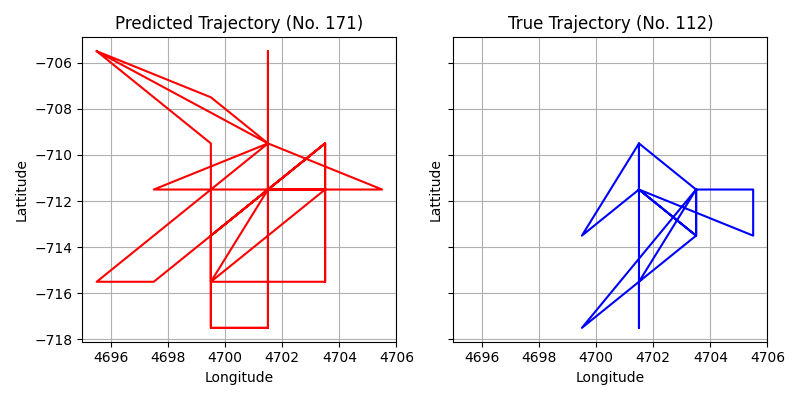 Predicted Trajectory (No. 171)
−706
−708
−710
−712
−714
−716
−718
Lattitude
4696 4698 4700 4702 4704 4706
Longitude
True Trajectory (No. 112)
Lattitude
4696 4698 4700 4702 4704 4706
Longitude